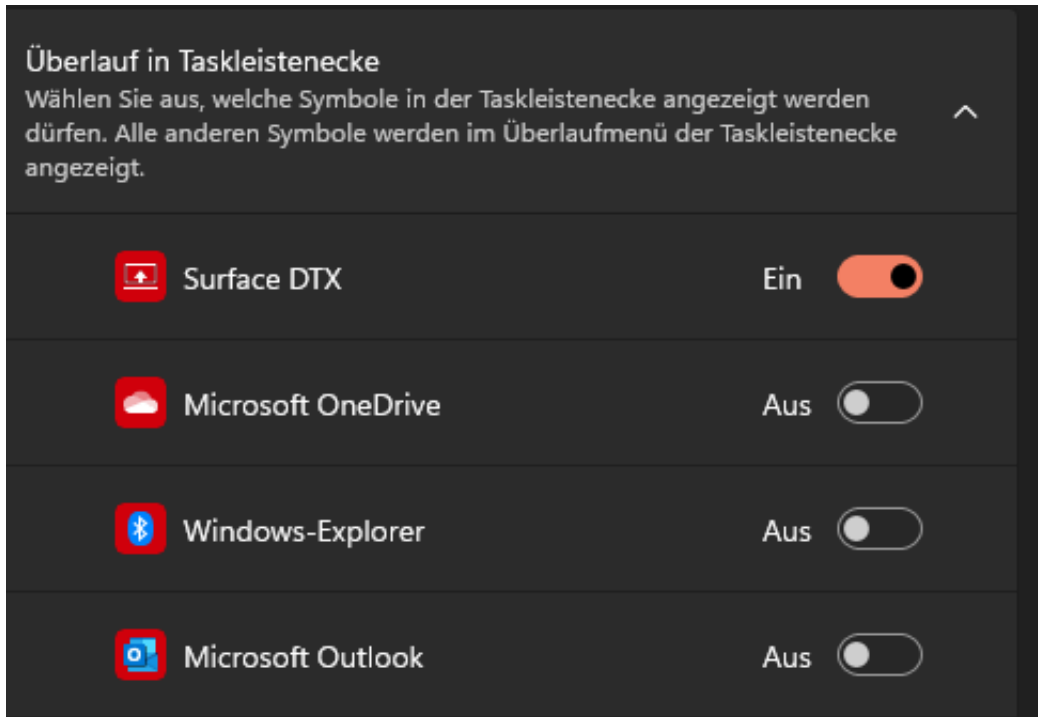 Überlauf in Taskleistenecke
Wählen Sie aus, welche Symbole in der Taskleistenecke angezeigt werden
dürfen. Alle anderen Symbole werden im Überlaufmenü der Taskleistenecke
angezeigt.
Surface DTX Ein
Microsoft OneDrive Aus
Windows-Explorer Aus
Microsoft Outlook Aus